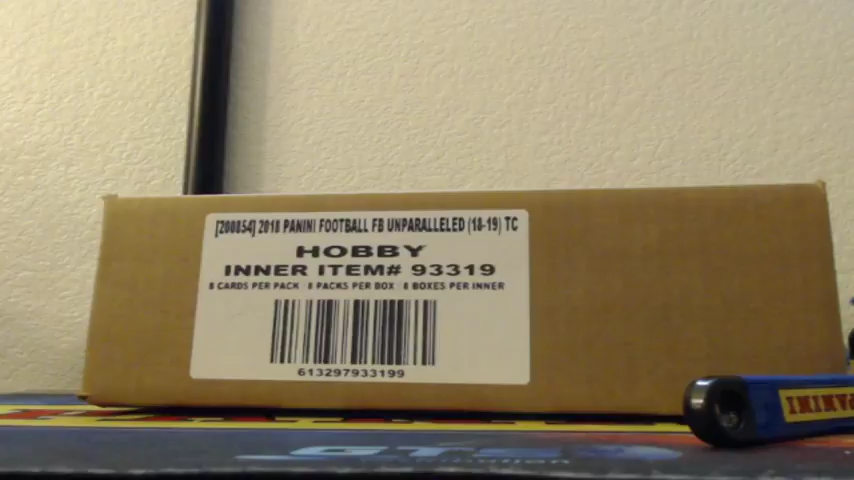 [200854] 2018 PANINI FOOTBALL FB UNPARALLELED (18-19) TC
HOBBY
INNER ITEM# 93319
8 CARDS PER PACK 8 PACKS PER BOX 8 BOXES PER INNER
613297933199
PANINI
GTS